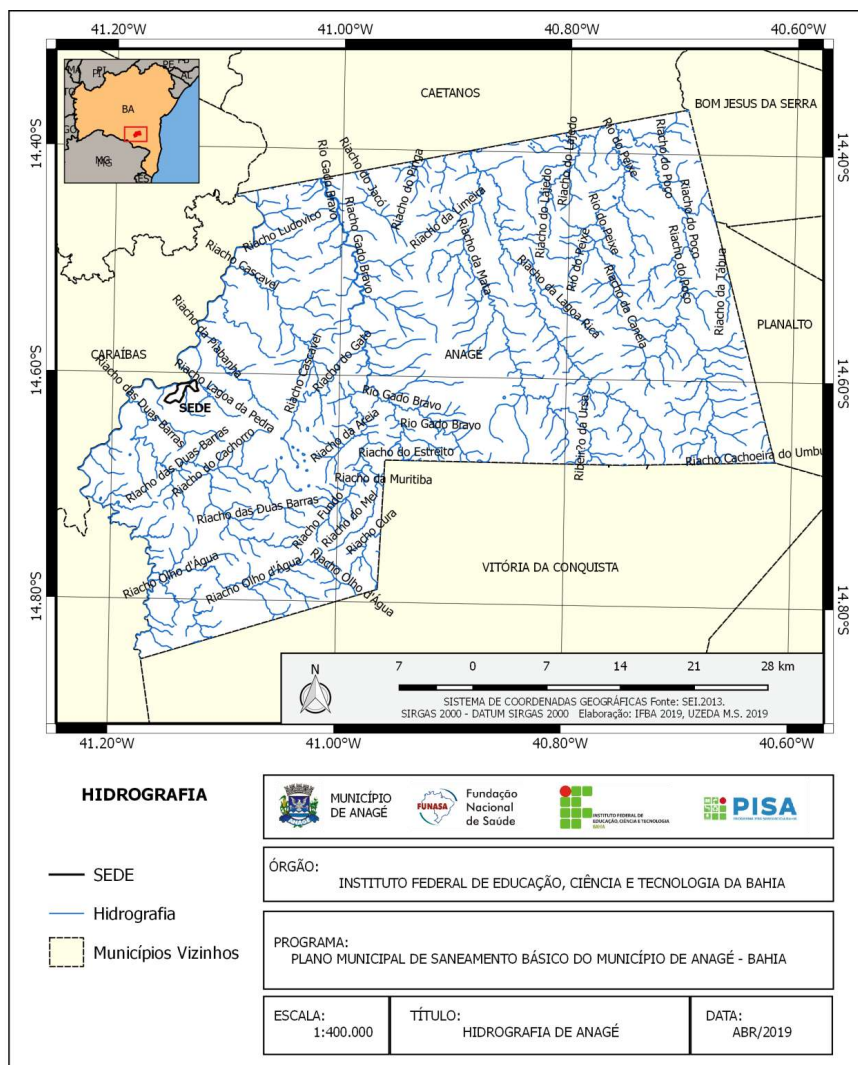 41.20°W 41.00°W 40.80°W 40.60°W
14.40°S
14.60°S
14.80°S
14.40°S
14.60°S
14.80°S
MA
PI
PE
AL
BA
GO
MG
ES
CAETANOS
BOM JESUS DA SERRA
PLANALTO
CARAÍBAS
ANAGÉ
VITÓRIA DA CONQUISTA
SEDE
Rio Gado Bravo
Riacho do Jacó
Riacho do Pirga
Riacho da Limeira
Riacho do Lajedo
Riacho do Lajedo
Rio do Peixe
Riacho do Poço
Riacho do Poço
Riacho Ludovico
Riacho Gado Bravo
Riacho da Mata
Rio do Peixe
Rio do Peixe
Riacho do Poço
Riacho da Tábua
Riacho Cascavel
Riacho da Lagoa Rica
Riacho da Canela
Riacho da Piabanha
Riacho Cascavel
Riacho do Gato
Riacho das Duas Barras
Riacho Lagoa da Pedra
Rio Gado Bravo
Rio Gado Bravo
Ribeir?o da Ursa
Riacho das Duas Barras
Riacho do Cachorro
Riacho da Areia
Riacho do Estreito
Riacho Cachoeira do Umbu
Riacho da Muritiba
Riacho das Duas Barras
Riacho Fundo
Riacho do Mel
Riacho Cura
Riacho Olho d'Água
Riacho Olho d'Água
Riacho Olho d'Água
N
7 0 7 14 21 28 km
SISTEMA DE COORDENADAS GEOGRÁFICAS Fonte: SEI.2013.
SIRGAS 2000 - DATUM SIRGAS 2000 Elaboração: IFBA 2019, UZEDA M.S. 2019
41.20°W 41.00°W 40.80°W 40.60°W
HIDROGRAFIA
SEDE
Hidrografia
Municípios Vizinhos
MUNICÍPIO
DE ANAGÉ
FUNASA
Fundação
Nacional
de Saúde
INSTITUTO FEDERAL DE
EDUCAÇÃO, CIÊNCIA E TECNOLOGIA
BAHIA
PISA
ÓRGÃO:
INSTITUTO FEDERAL DE EDUCAÇÃO, CIÊNCIA E TECNOLOGIA DA BAHIA
PROGRAMA:
PLANO MUNICIPAL DE SANEAMENTO BÁSICO DO MUNICÍPIO DE ANAGÉ - BAHIA
ESCALA:
1:400.000
TÍTULO:
HIDROGRAFIA DE ANAGÉ
DATA:
ABR/2019